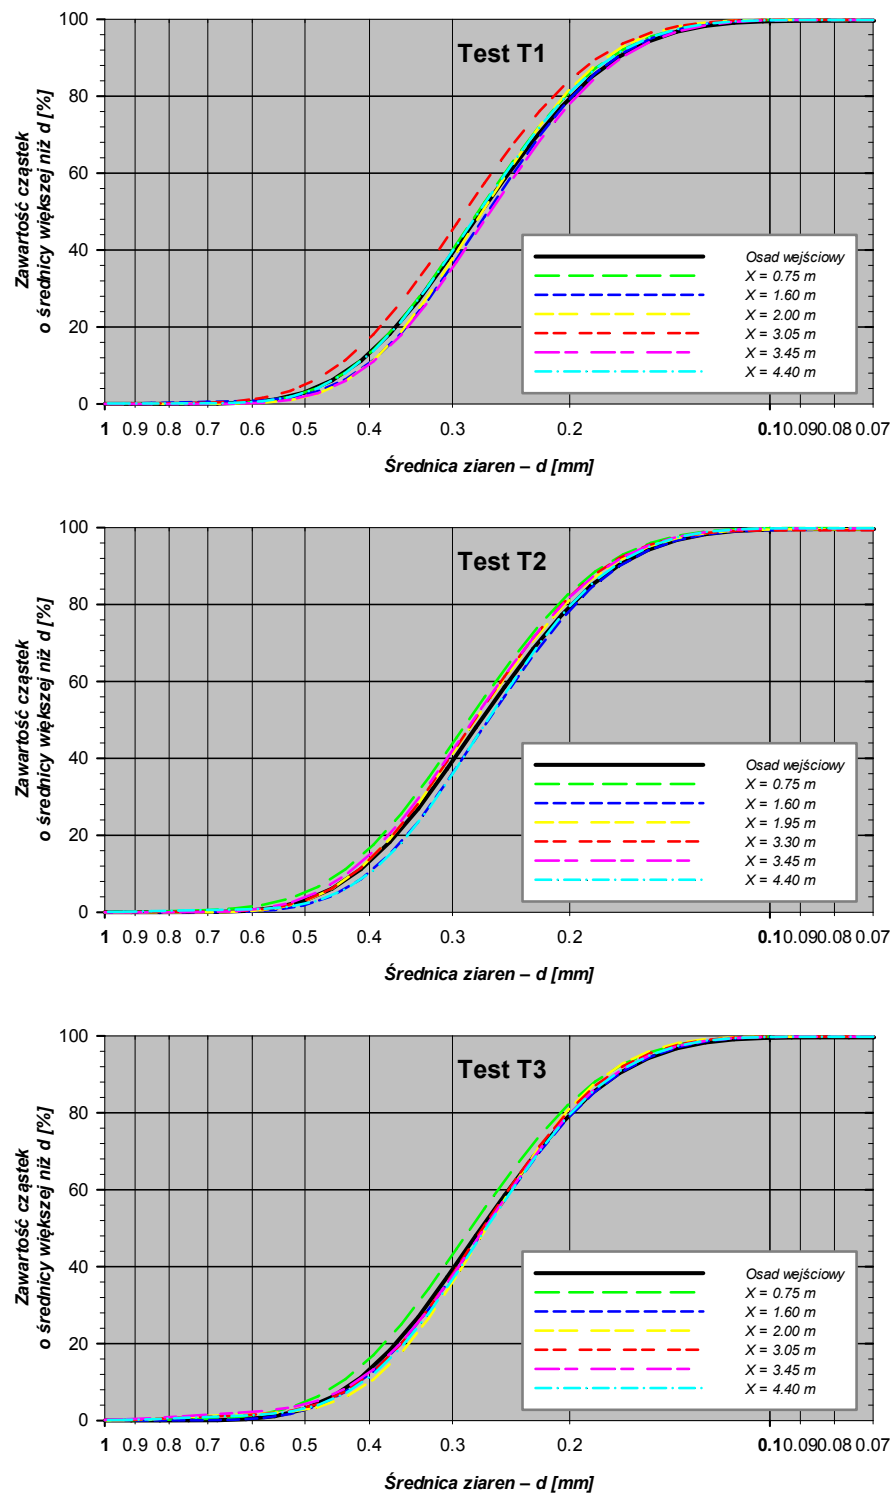 Test T1
Zawartość cząstek
o średnicy większej niż d [%]
100
80
60
40
20
0
Osad wejściowy
X = 0.75 m
X = 1.60 m
X = 2.00 m
X = 3.05 m
X = 3.45 m
X = 4.40 m
1 0.9 0.8 0.7 0.6 0.5 0.4 0.3 0.2 0.1 0.09 0.08 0.07
Średnica ziaren – d [mm]
Test T2
Zawartość cząstek
o średnicy większej niż d [%]
100
80
60
40
20
0
Osad wejściowy
X = 0.75 m
X = 1.60 m
X = 1.95 m
X = 3.30 m
X = 3.45 m
X = 4.40 m
1 0.9 0.8 0.7 0.6 0.5 0.4 0.3 0.2 0.1 0.09 0.08 0.07
Średnica ziaren – d [mm]
Test T3
Zawartość cząstek
o średnicy większej niż d [%]
100
80
60
40
20
0
Osad wejściowy
X = 0.75 m
X = 1.60 m
X = 2.00 m
X = 3.05 m
X = 3.45 m
X = 4.40 m
1 0.9 0.8 0.7 0.6 0.5 0.4 0.3 0.2 0.1 0.09 0.08 0.07
Średnica ziaren – d [mm]